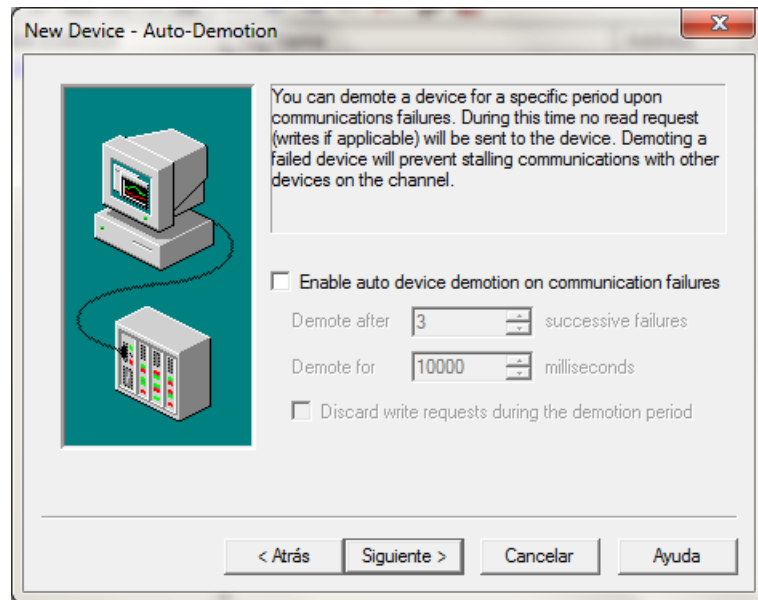 New Device - Auto-Demotion
You can demote a device for a specific period upon
communications failures. During this time no read request
(writes if applicable) will be sent to the device. Demoting a
failed device will prevent stalling communications with other
devices on the channel.
Enable auto device demotion on communication failures
Demote after 3 successive failures
Demote for 10000 milliseconds
Discard write requests during the demotion period
< Atrás Siguiente > Cancelar Ayuda